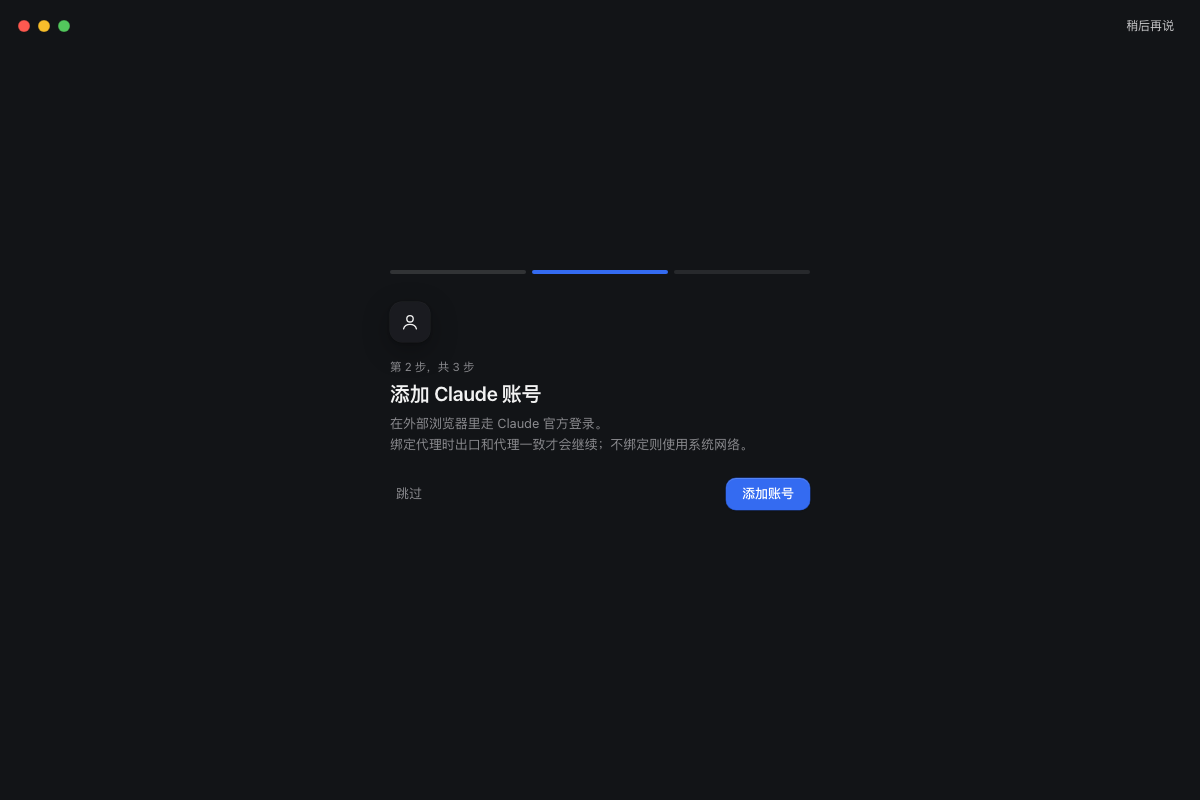 稍后再说
第 2 步，共 3 步
添加 Claude 账号
在外部浏览器里走 Claude 官方登录。
绑定代理时出口和代理一致才会继续；不绑定则使用系统网络。
跳过
添加账号